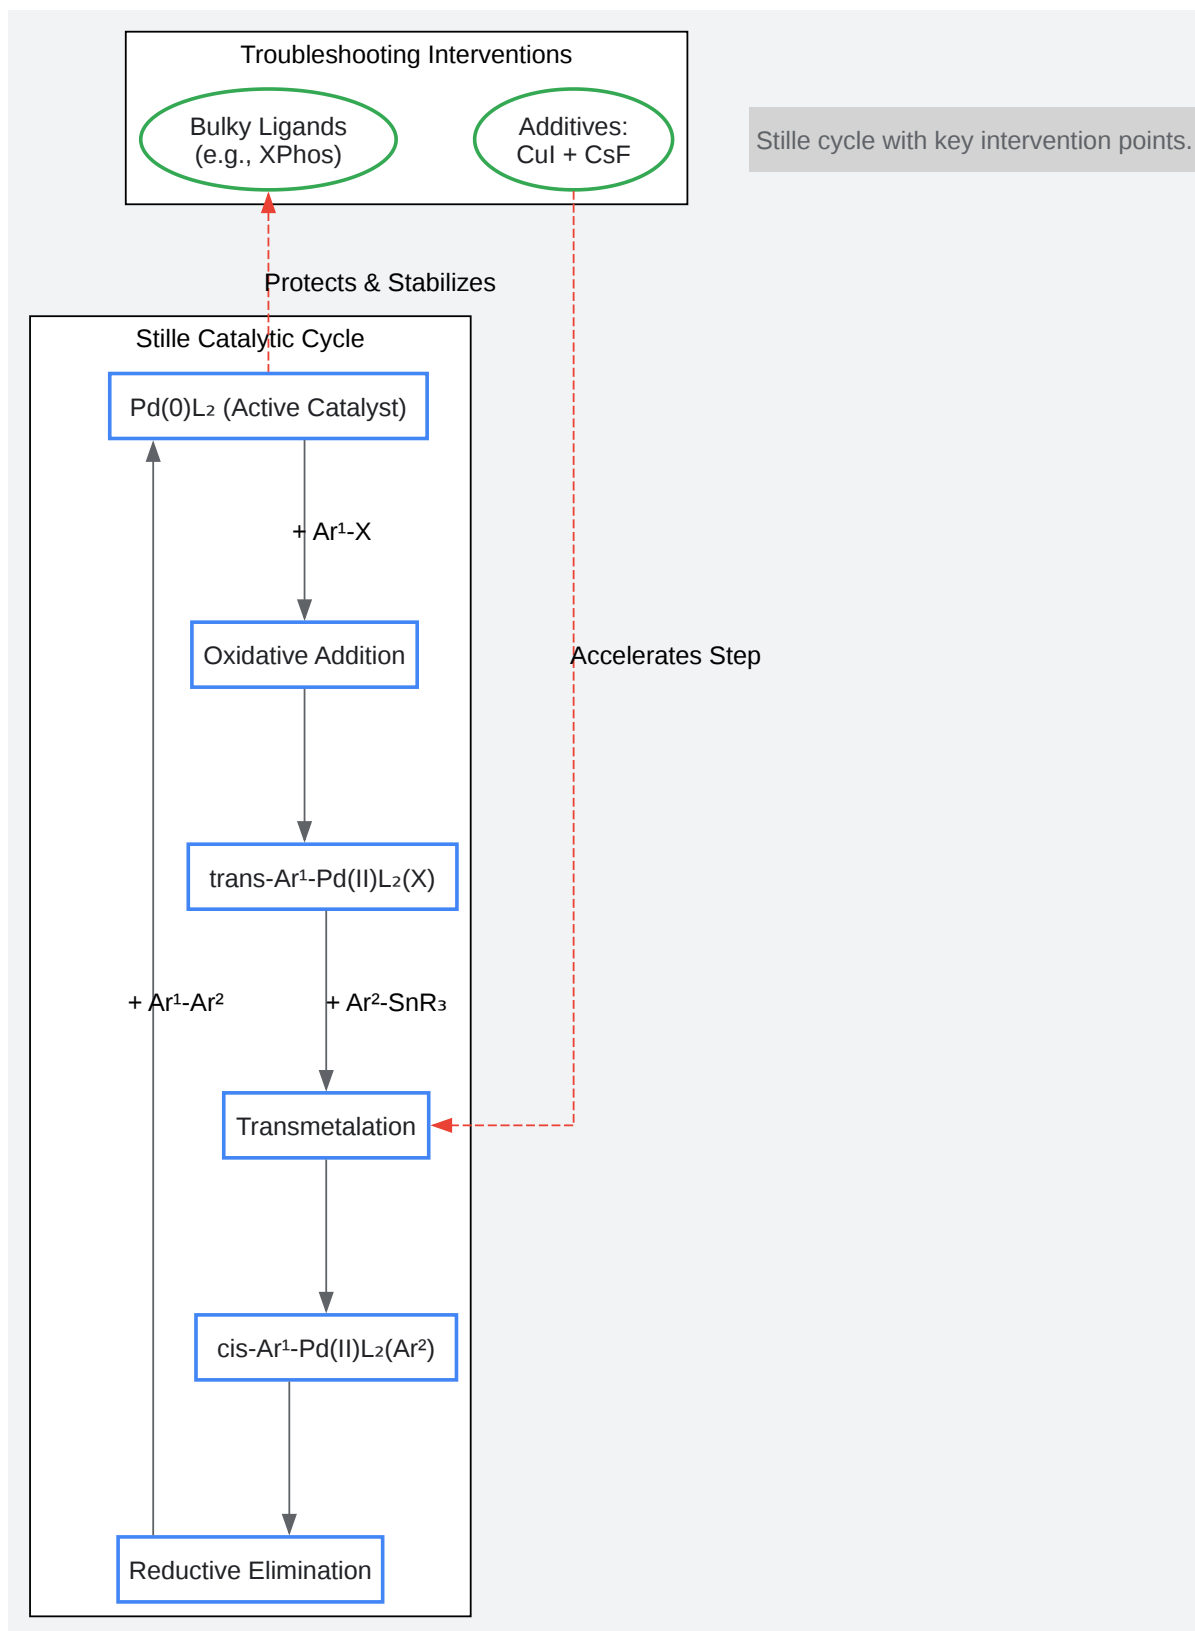 Troubleshooting Interventions
Bulky Ligands
(e.g., XPhos)
Additives:
CuI + CsF
Stille cycle with key intervention points.
Protects & Stabilizes
Stille Catalytic Cycle
Pd(0)L₂ (Active Catalyst)
+ Ar¹-X
Oxidative Addition
Accelerates Step
trans-Ar¹-Pd(II)L₂(X)
+ Ar¹-Ar²
+ Ar²-SnR₃
Transmetalation
cis-Ar¹-Pd(II)L₂(Ar²)
Reductive Elimination